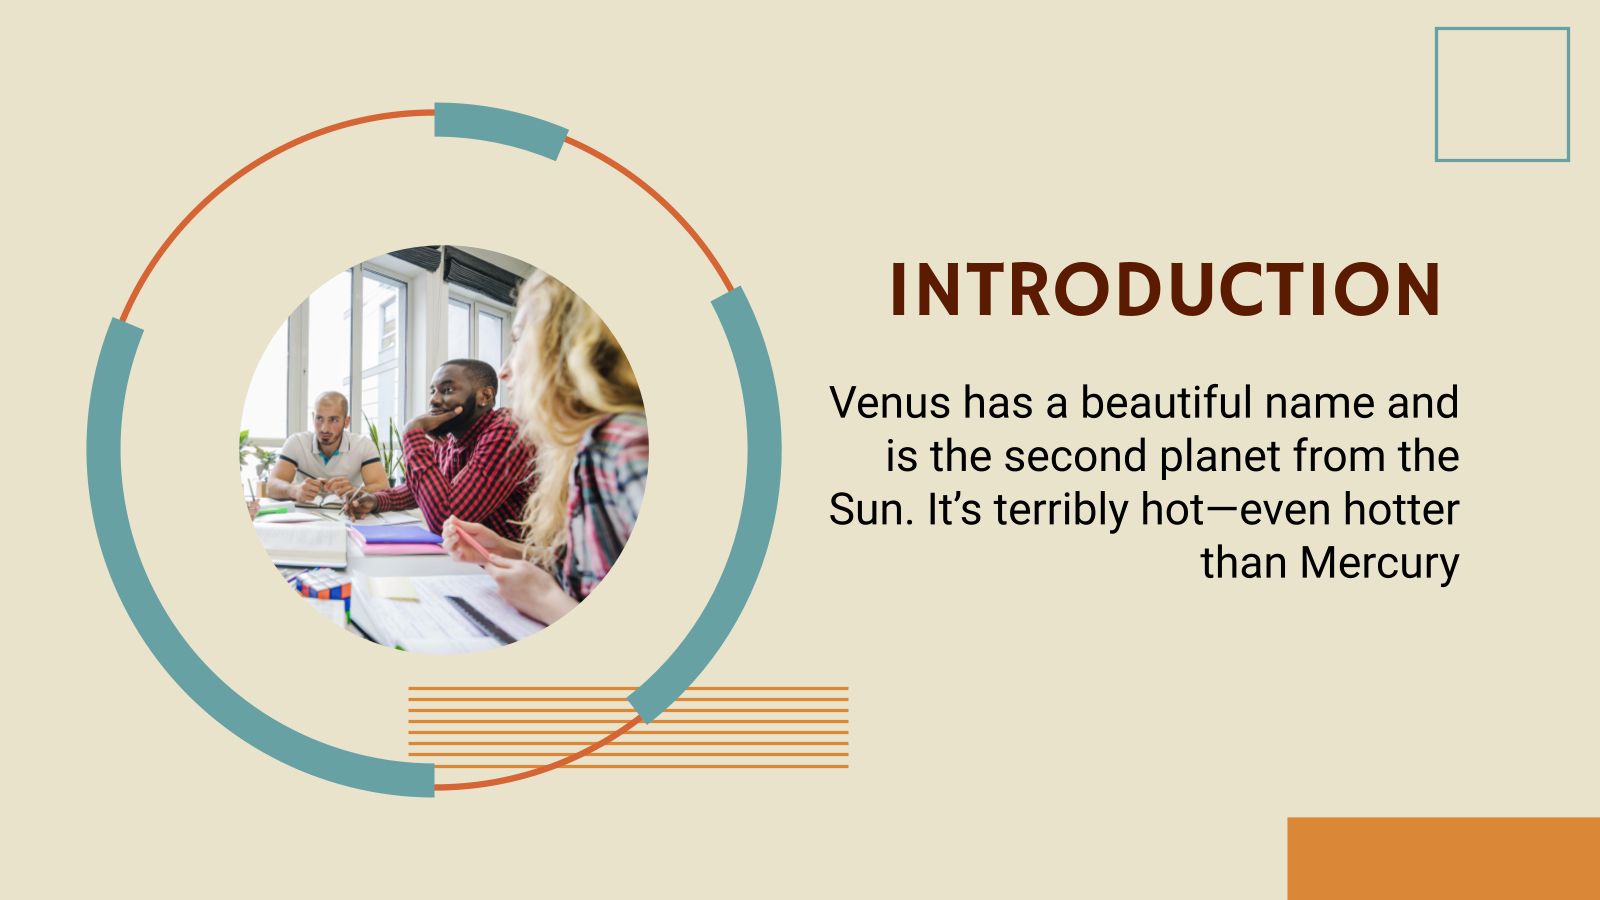 INTRODUCTION
Venus has a beautiful name and
is the second planet from the
Sun. It’s terribly hot—even hotter
than Mercury